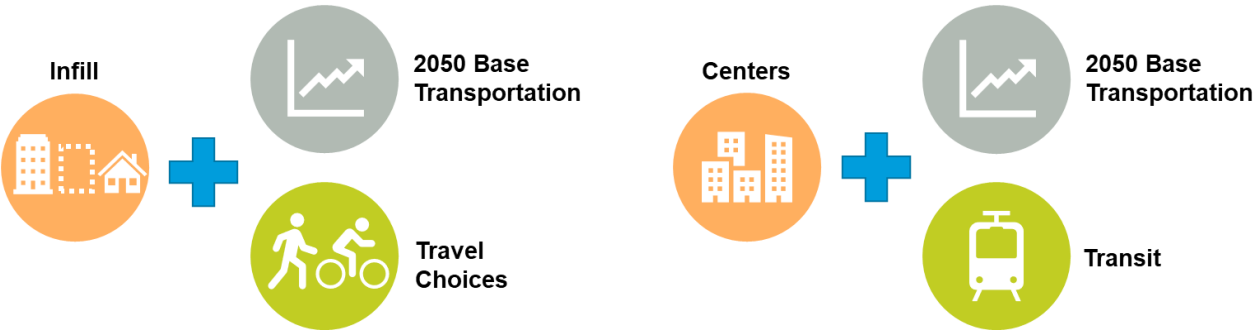 Infill
2050 Base
Transportation
Travel
Choices
Centers
2050 Base
Transportation
Transit